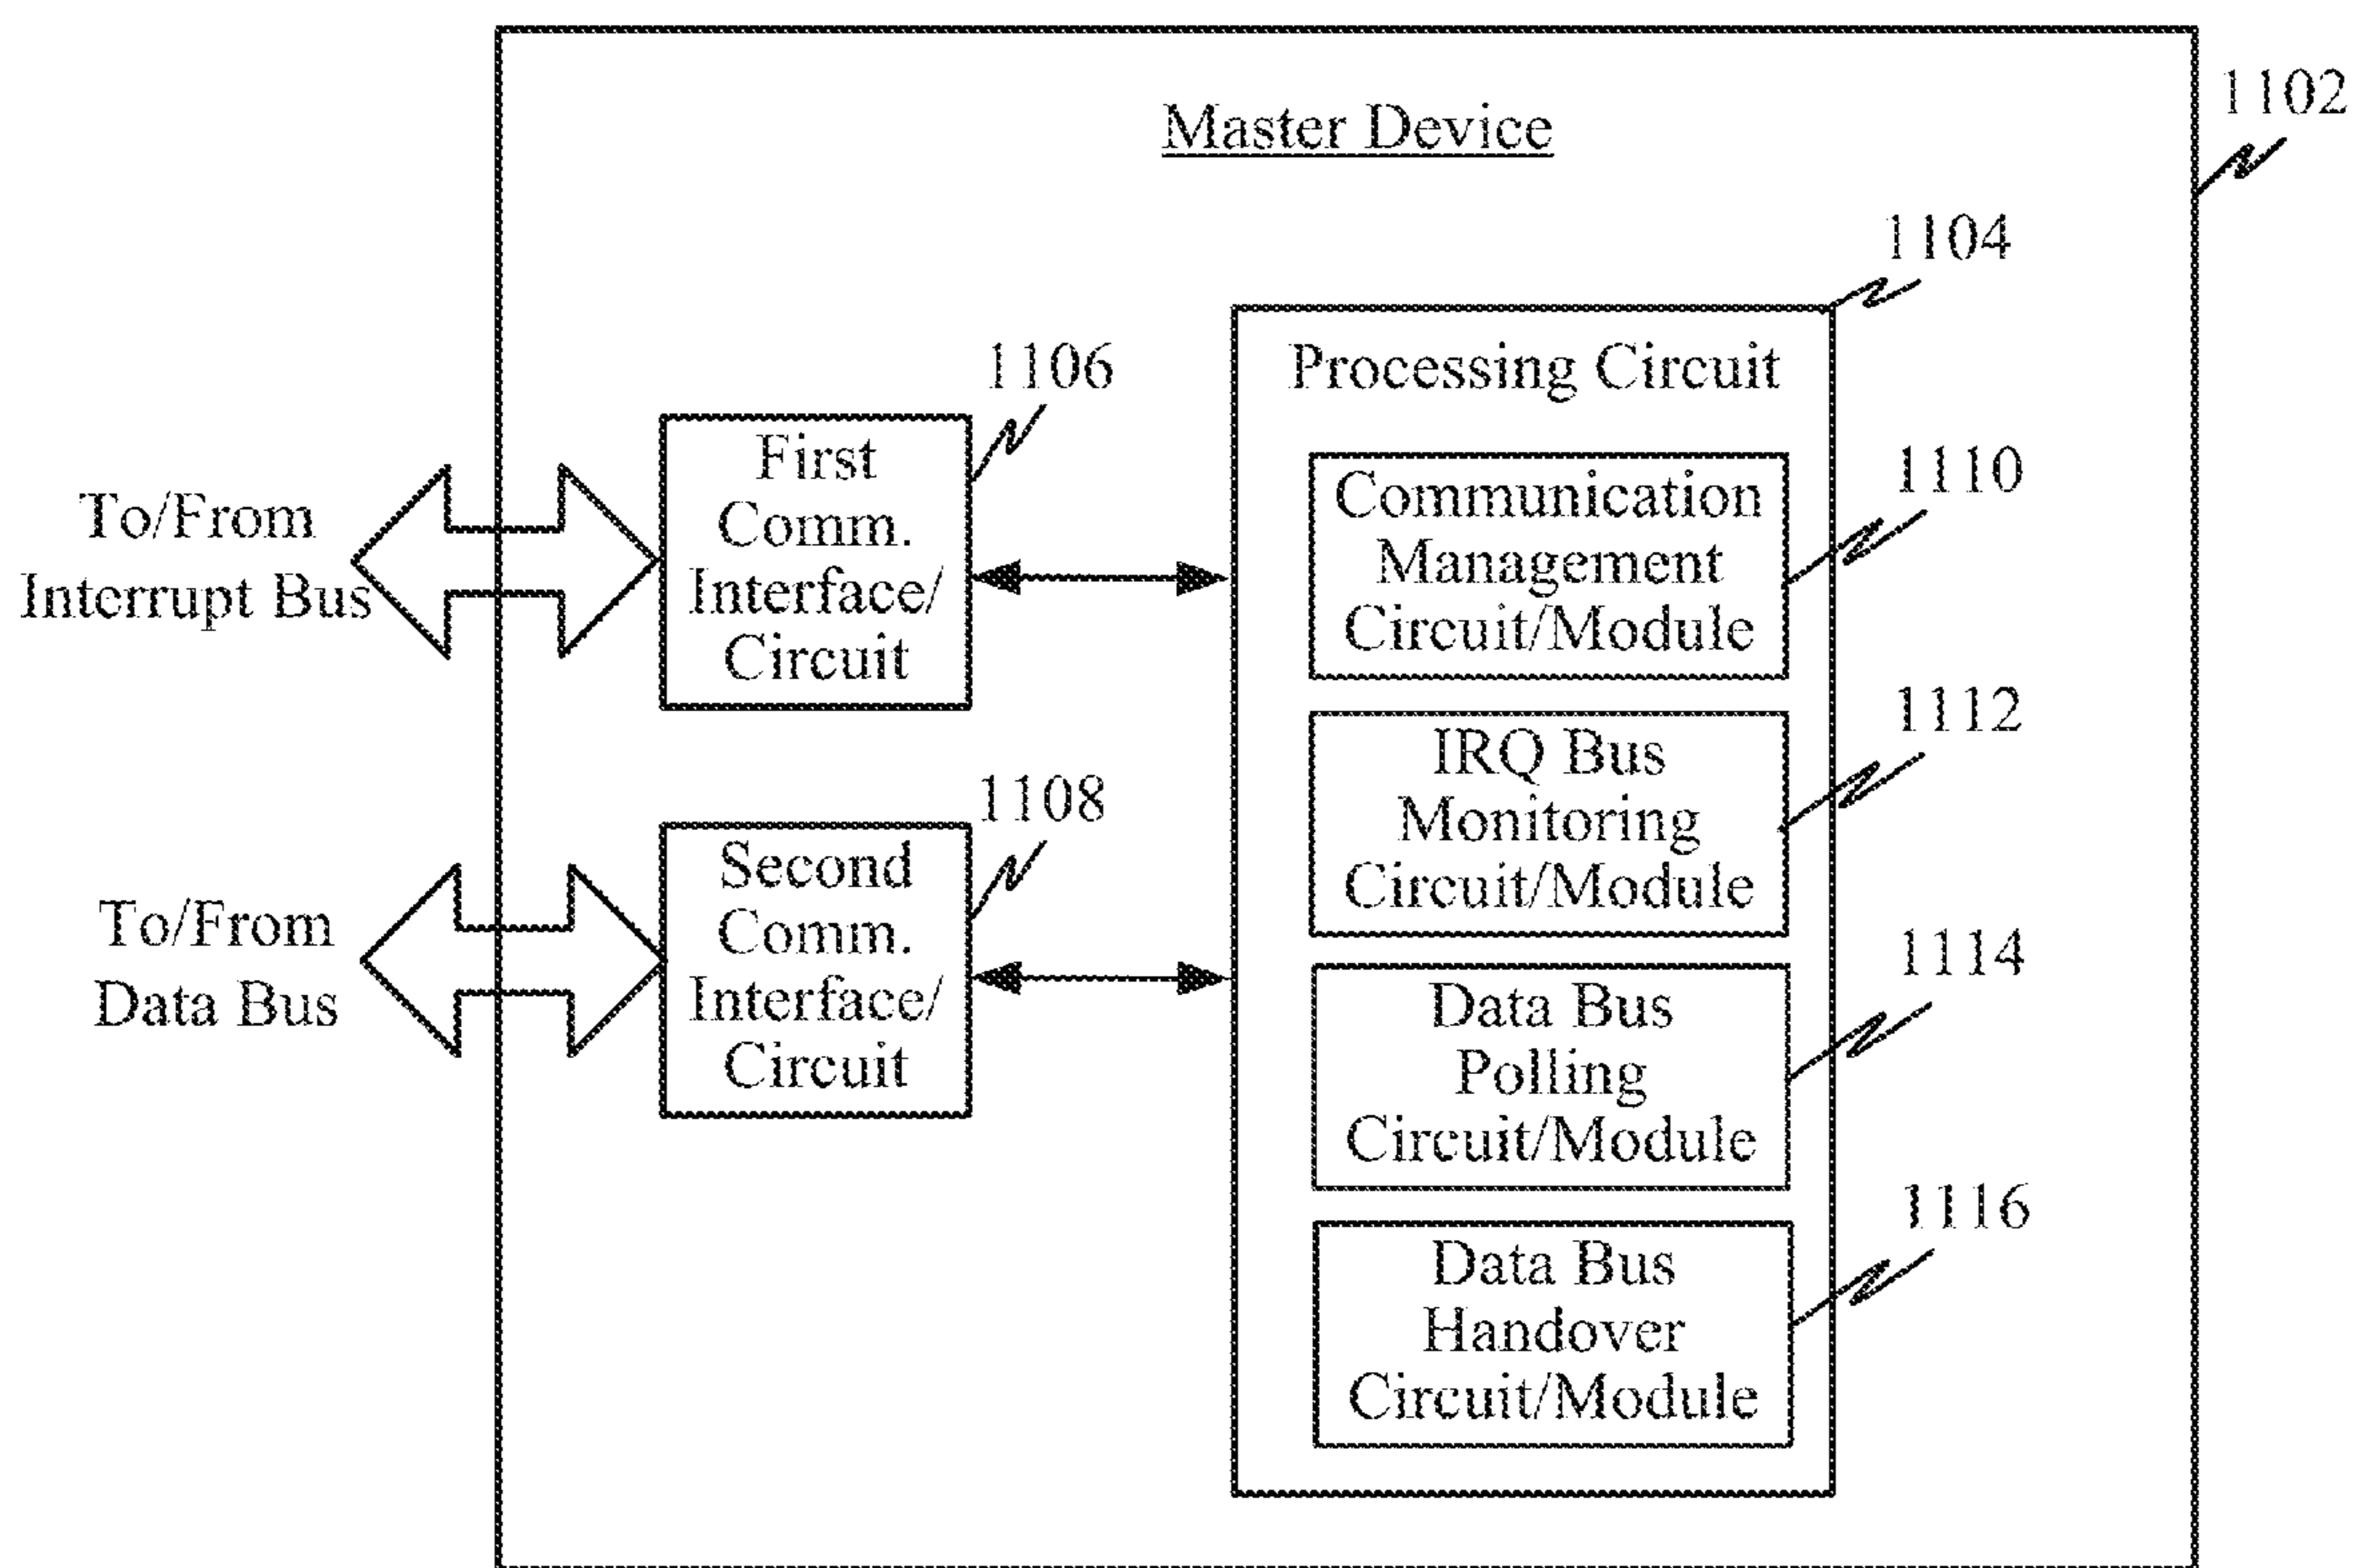 Master Device
1102
1104
Processing Circuit
1106
First
Comm.
Interface/
Circuit
To/From
Interrupt Bus
Communication
Management
Circuit/Module
1110
IRQ Bus
Monitoring
Circuit/Module
1112
1108
Second
Comm.
Interface/
Circuit
To/From
Data Bus
Data Bus
Polling
Circuit/Module
1114
Data Bus
Handover
Circuit/Module
1116